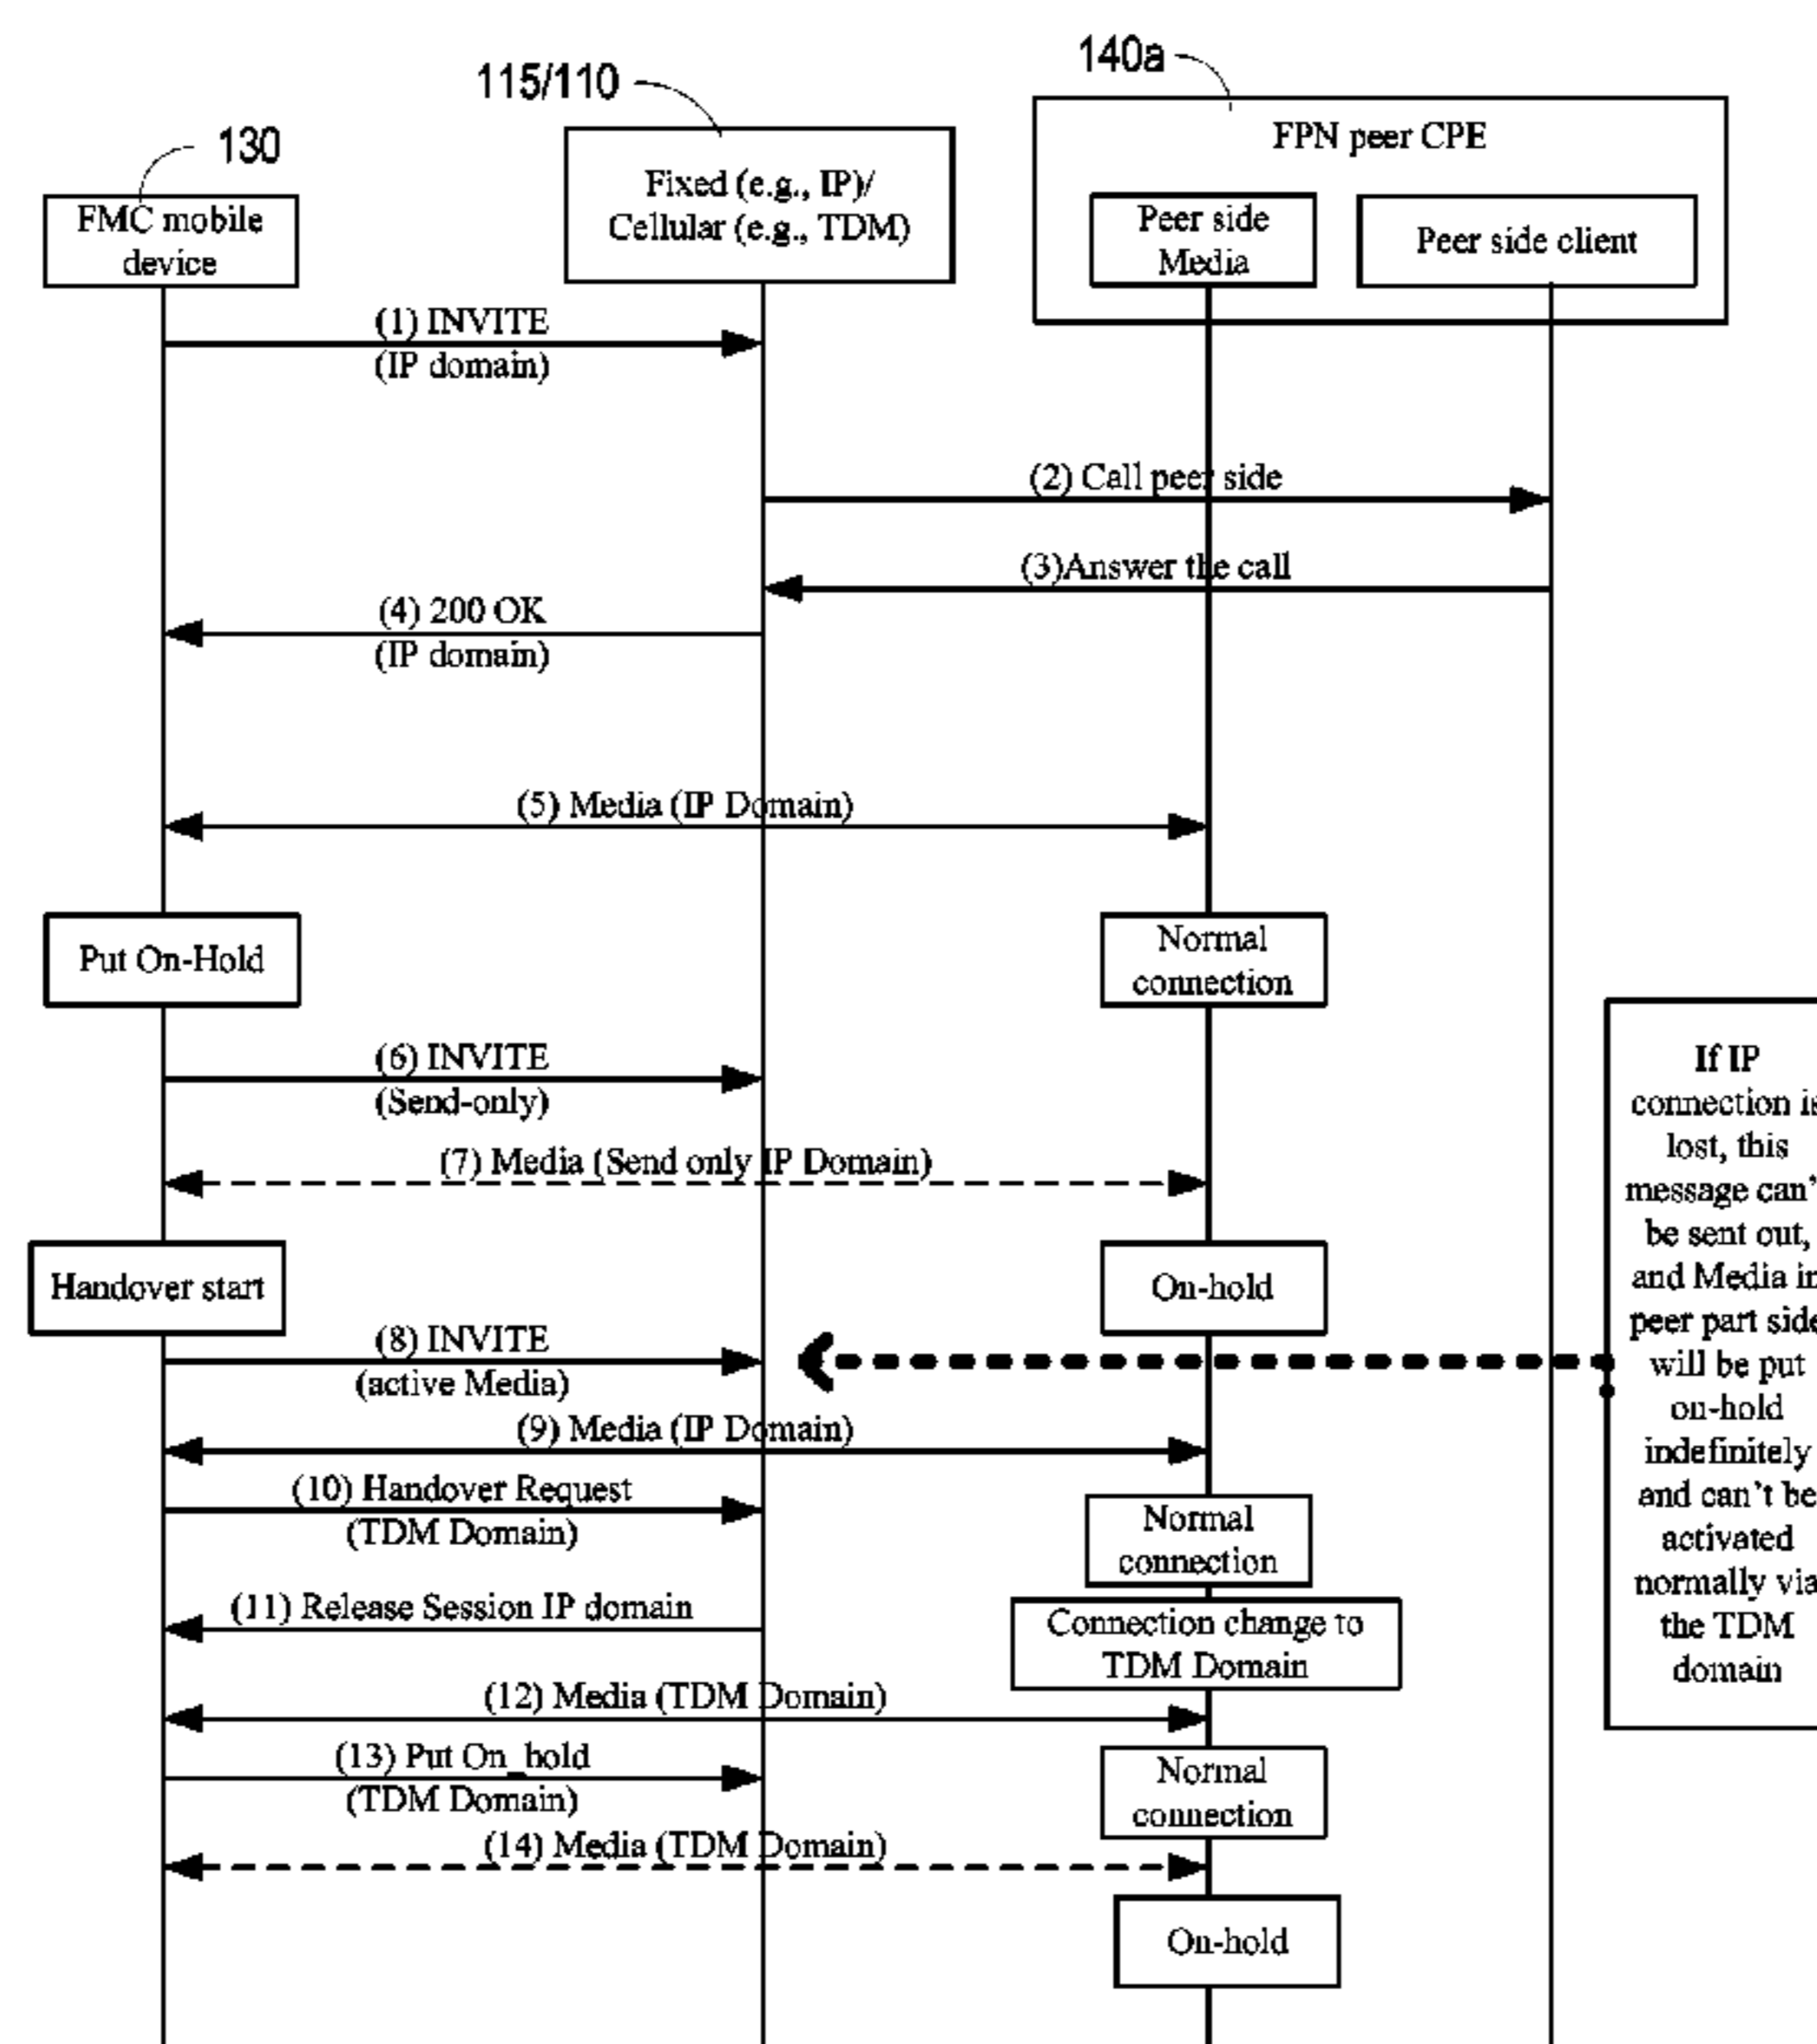 140a
115/110
130
FPN peer CPE
Fixed (e.g., IP)/
Cellular (e.g., TDM)
FMC mobile
device
Peer side
Media
Peer side client
(1) INVITE
(IP domain)
(2) Call peer side
(3)Answer the call
(4) 200 OK
(IP domain)
(5) Media (IP Domain)
Put On-Hold
Normal
connection
(6) INVITE
(Send-only)
(7) Media (Send only IP Domain)
Handover start
On-hold
(8) INVITE
(active Media)
(9) Media (IP Domain)
(10) Handover Request
(TDM Domain)
Normal
connection
(11) Release Session IP domain
Connection change to
TDM Domain
(12) Media (TDM Domain)
(13) Put On_hold
(TDM Domain)
Normal
connection
(14) Media (TDM Domain)
On-hold
If IP
connection is
lost, this
message can'
be sent out,
and Media in
peer part side
will be put
on-hold
indefinitely
and can't be
activated
normally via
the TDM
domain